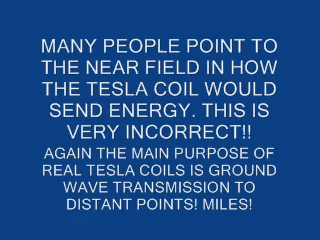 MANY PEOPLE POINT TO
THE NEAR FIELD IN HOW
THE TESLA COIL WOULD
SEND ENERGY. THIS IS
VERY INCORRECT!!
AGAIN THE MAIN PURPOSE OF
REAL TESLA COILS IS GROUND
WAVE TRANSMISSION TO
DISTANT POINTS! MILES!